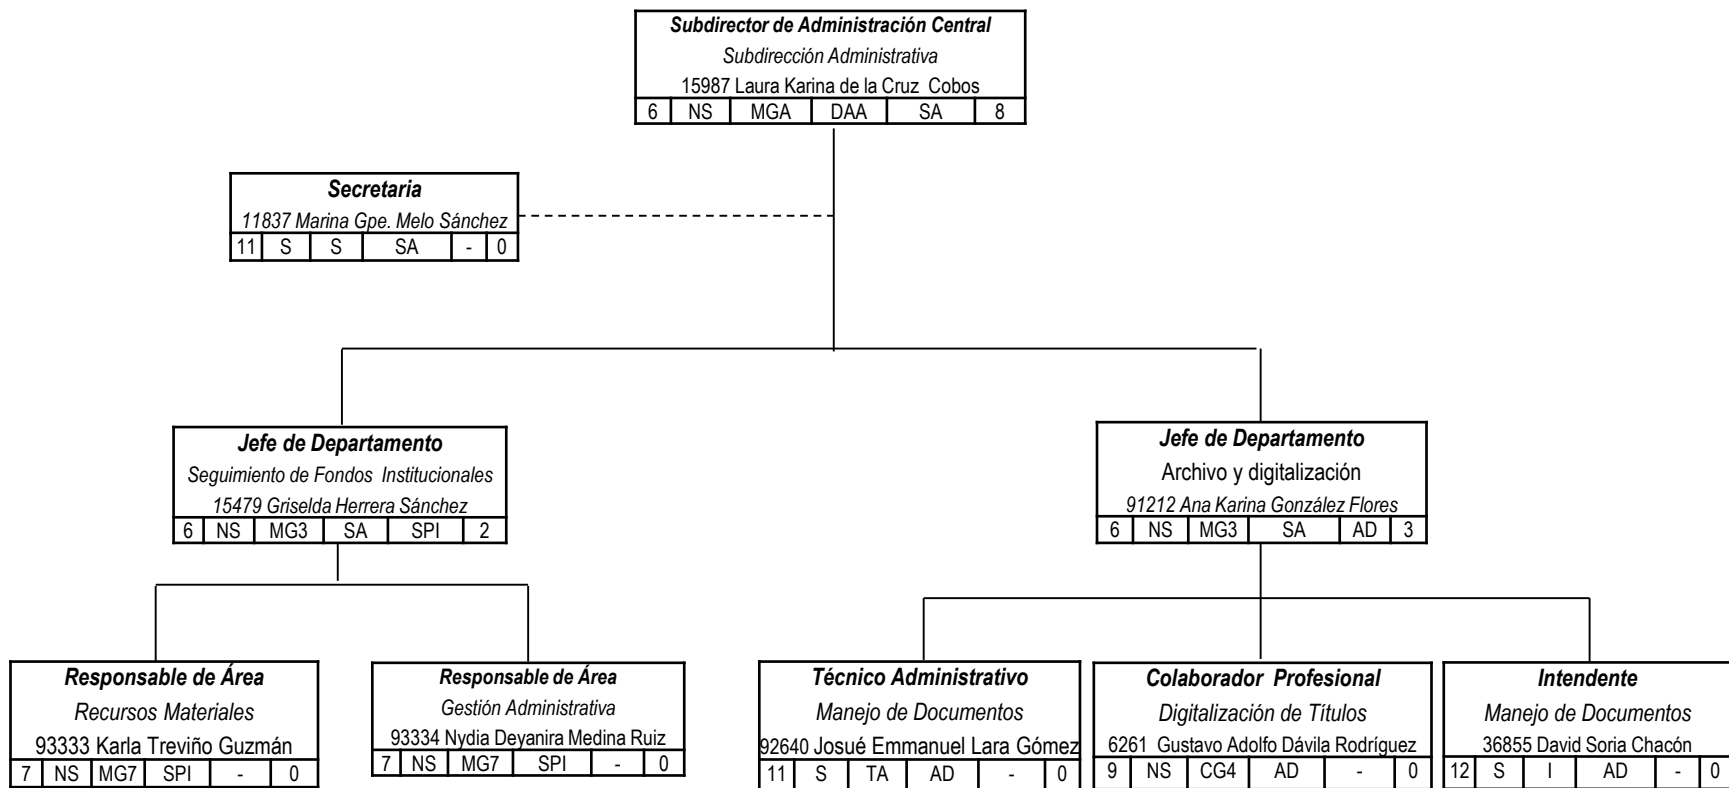 Subdirector de Administración Central
Subdirección Administrativa
15987 Laura Karina de la Cruz Cobos
6 NS MGA DAA SA 8
Secretaria
11837 Marina Gpe. Melo Sánchez
11 S S SA - 0
Jefe de Departamento
Seguimiento de Fondos Institucionales
15479 Griselda Herrera Sánchez
6 NS MG3 SA SPI 2
Jefe de Departamento
Archivo y digitalización
91212 Ana Karina González Flores
6 NS MG3 SA AD 3
Responsable de Área
Recursos Materiales
93333 Karla Treviño Guzmán
7 NS MG7 SPI - 0
Responsable de Área
Gestión Administrativa
93334 Nydia Deyanira Medina Ruiz
7 NS MG7 SPI - 0
Técnico Administrativo
Manejo de Documentos
92640 Josué Emmanuel Lara Gómez
11 S TA AD - 0
Colaborador Profesional
Digitalización de Títulos
6261 Gustavo Adolfo Dávila Rodríguez
9 NS CG4 AD - 0
Intendente
Manejo de Documentos
36855 David Soria Chacón
12 S I AD - 0